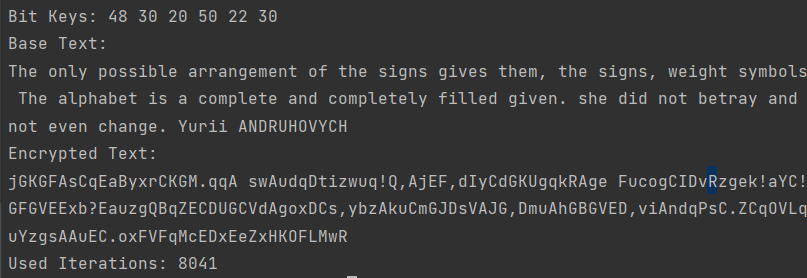 Bit Keys: 48 30 20 50 22 30
Base Text:
The only possible arrangement of the signs gives them, the signs, weight symbols
The alphabet is a complete and completely filled given. she did not betray and
not even change. Yurii ANDRUHOVYCH
Encrypted Text:
jGKGFAsCqEaByxrCKGM.qqA swAudqDtizwuq!Q,AjEF,dIyCdGKUgqkRAge FucogCIDvRzgek!aYC!
GFGVEExb?EauzgQBqZECDUGCVdAgoxDCs,ybzAkuCmGJDsVAJG,DmuAhGBGVED,viAndqPsC.ZCqOVLq
uYzgsAAuEC.oxFVFqMcEDxEeZxHKOFLMwR
Used Iterations: 8041